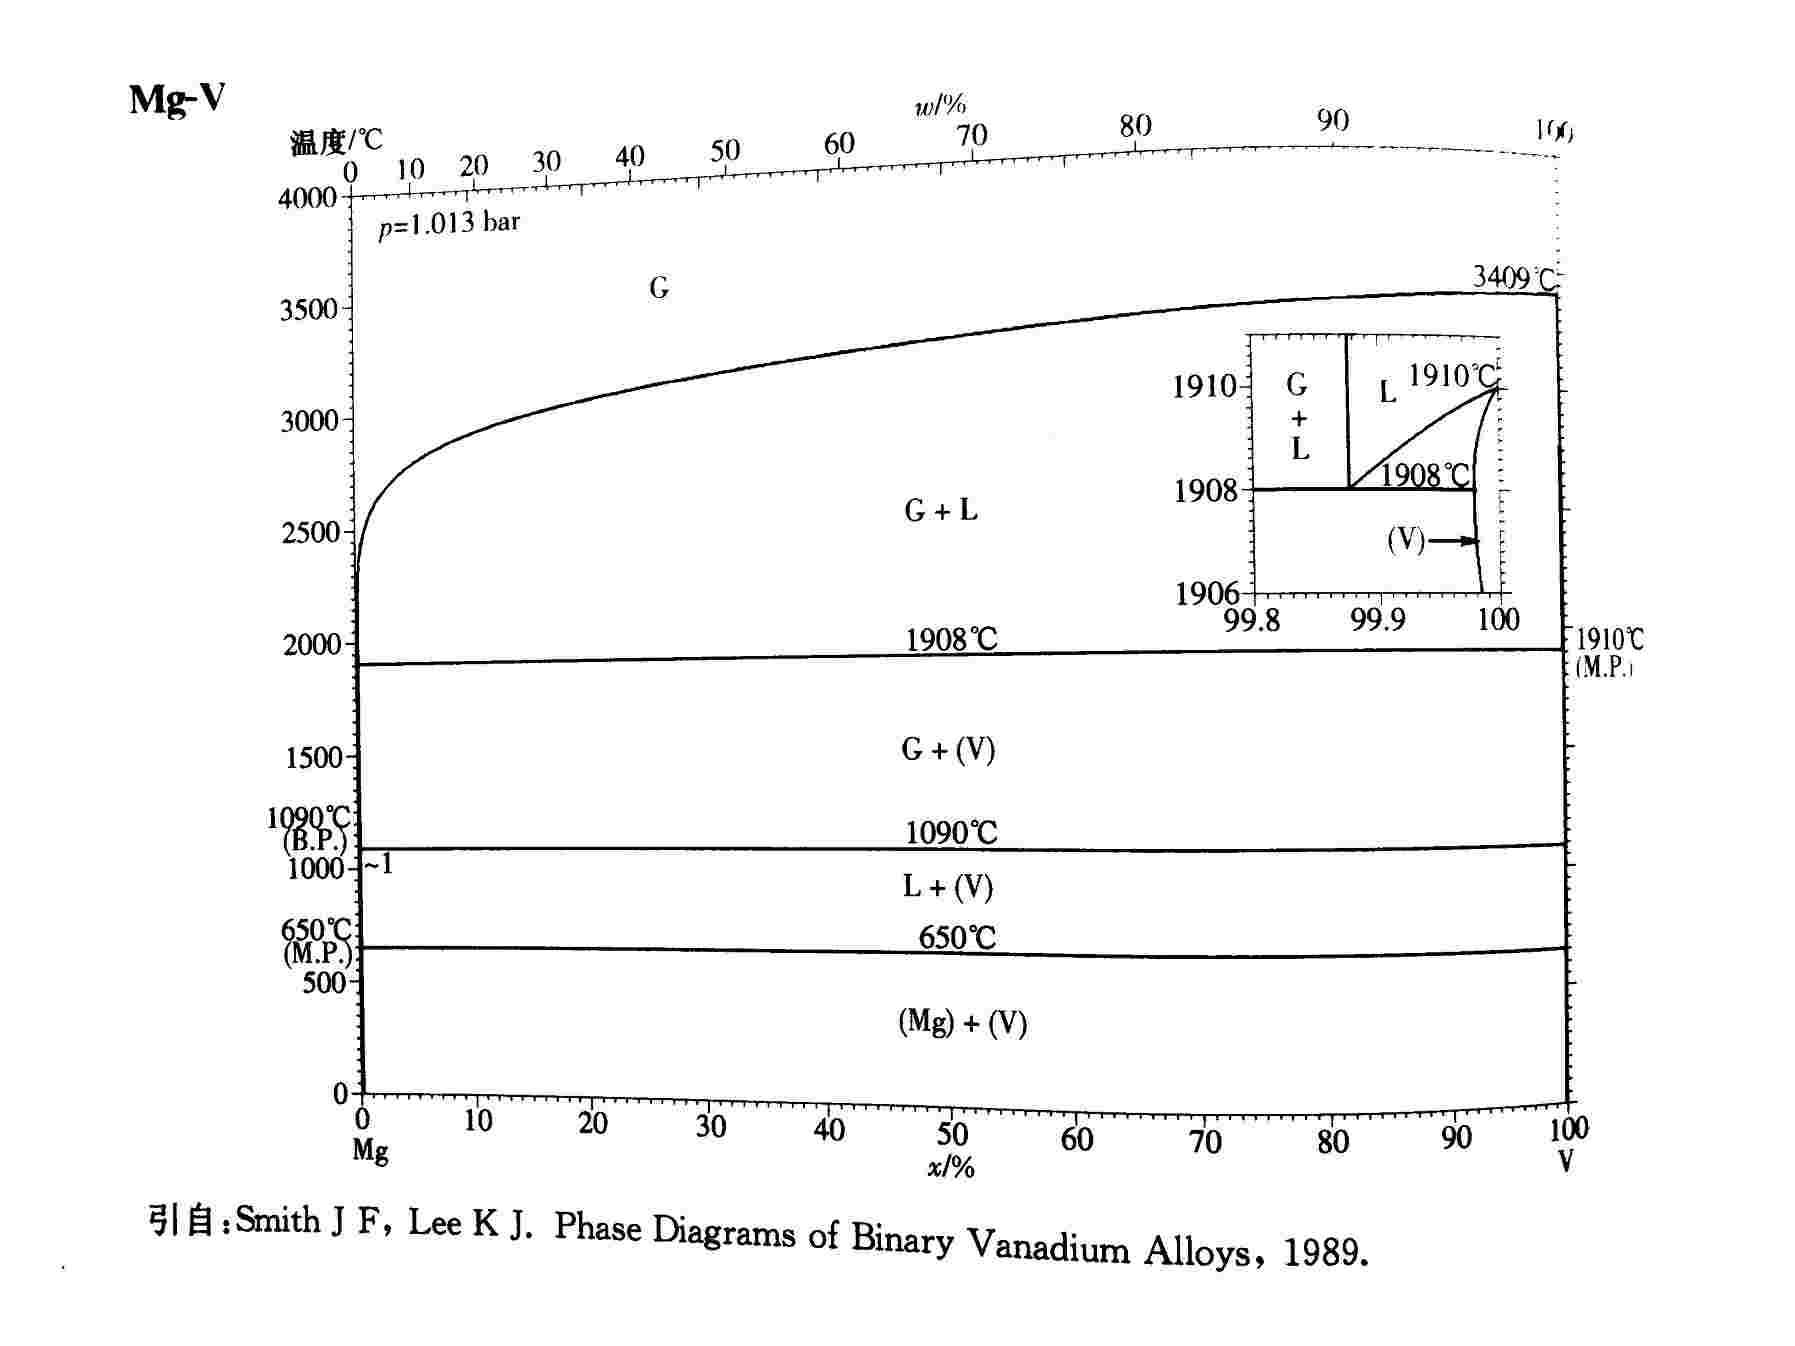 Mg-V
w/%
温度/℃
0 10 20 30 40 50 60 70 80 90 100
4000
p=1.013 bar
G
3409℃
3500
3000
2500
2000
1500
1090℃
(B.P.)
1000
~1
650℃
(M.P.)
500
0
G + L
1908℃
1910℃
(M.P.)
G + (V)
1090℃
L + (V)
650℃
(Mg) + (V)
1910
G
+
L
L
1910℃
1908
1908℃
(V)
1906
99.8 99.9 100
0 10 20 30 40 50 60 70 80 90 100
Mg
x/%
V
引自:Smith J F, Lee K J. Phase Diagrams of Binary Vanadium Alloys, 1989.